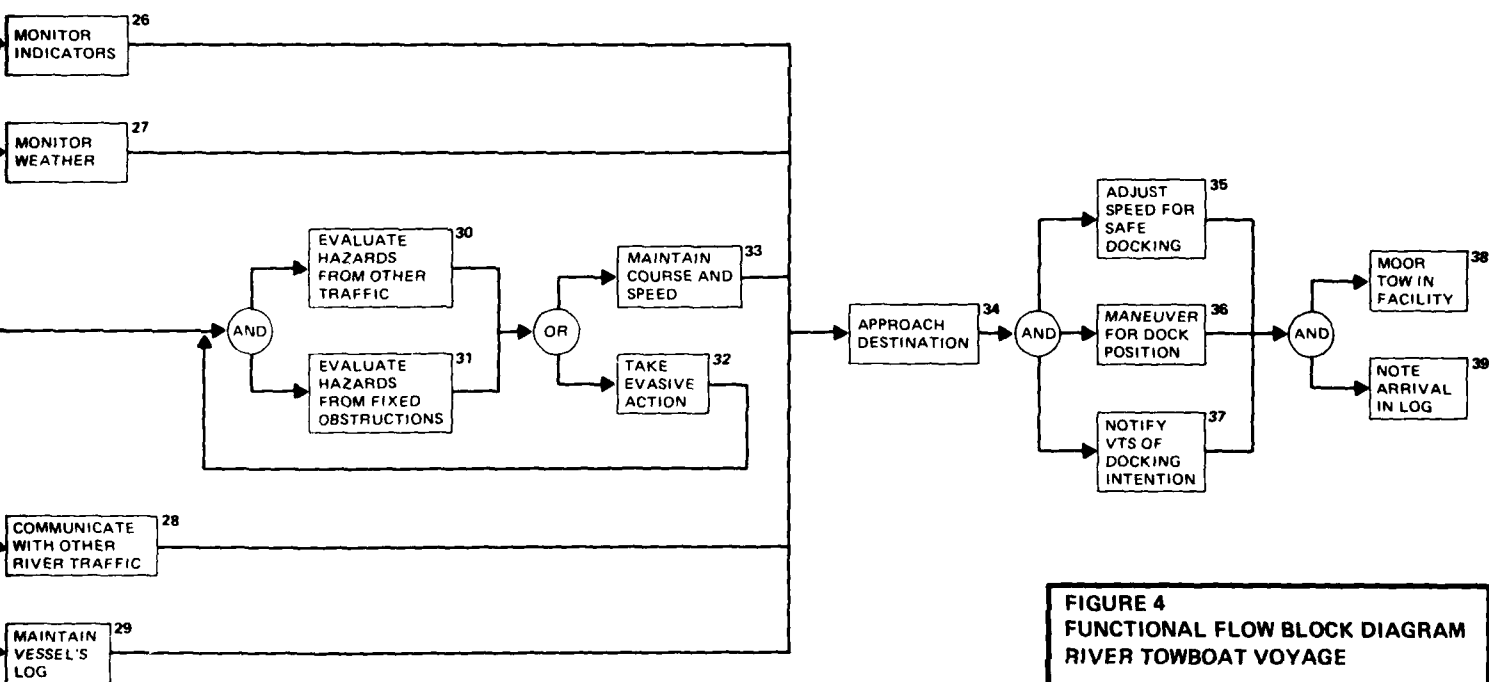 MONITOR
INDICATORS
26
MONITOR
WEATHER
27
EVALUATE
HAZARDS
FROM OTHER
TRAFFIC
30
EVALUATE
HAZARDS
FROM FIXED
OBSTRUCTIONS
31
AND
OR
MAINTAIN
COURSE AND
SPEED
33
TAKE
EVASIVE
ACTION
32
COMMUNICATE
WITH OTHER
RIVER TRAFFIC
28
MAINTAIN
VESSEL'S
LOG
29
APPROACH
DESTINATION
34
AND
ADJUST
SPEED FOR
SAFE
DOCKING
35
MANEUVER
FOR DOCK
POSITION
36
NOTIFY
VTS OF
DOCKING
INTENTION
37
AND
MOOR
TOW IN
FACILITY
38
NOTE
ARRIVAL
IN LOG
39
FIGURE 4
FUNCTIONAL FLOW BLOCK DIAGRAM
RIVER TOWBOAT VOYAGE